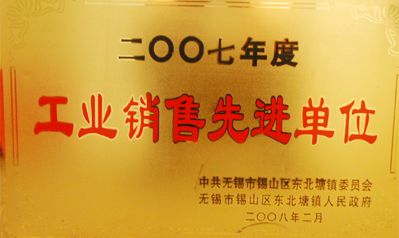 二〇〇七年度
工业销售先进单位
中共无锡市锡山区东北塘镇委员会
无锡市锡山区东北塘镇人民政府
二〇〇八年二月